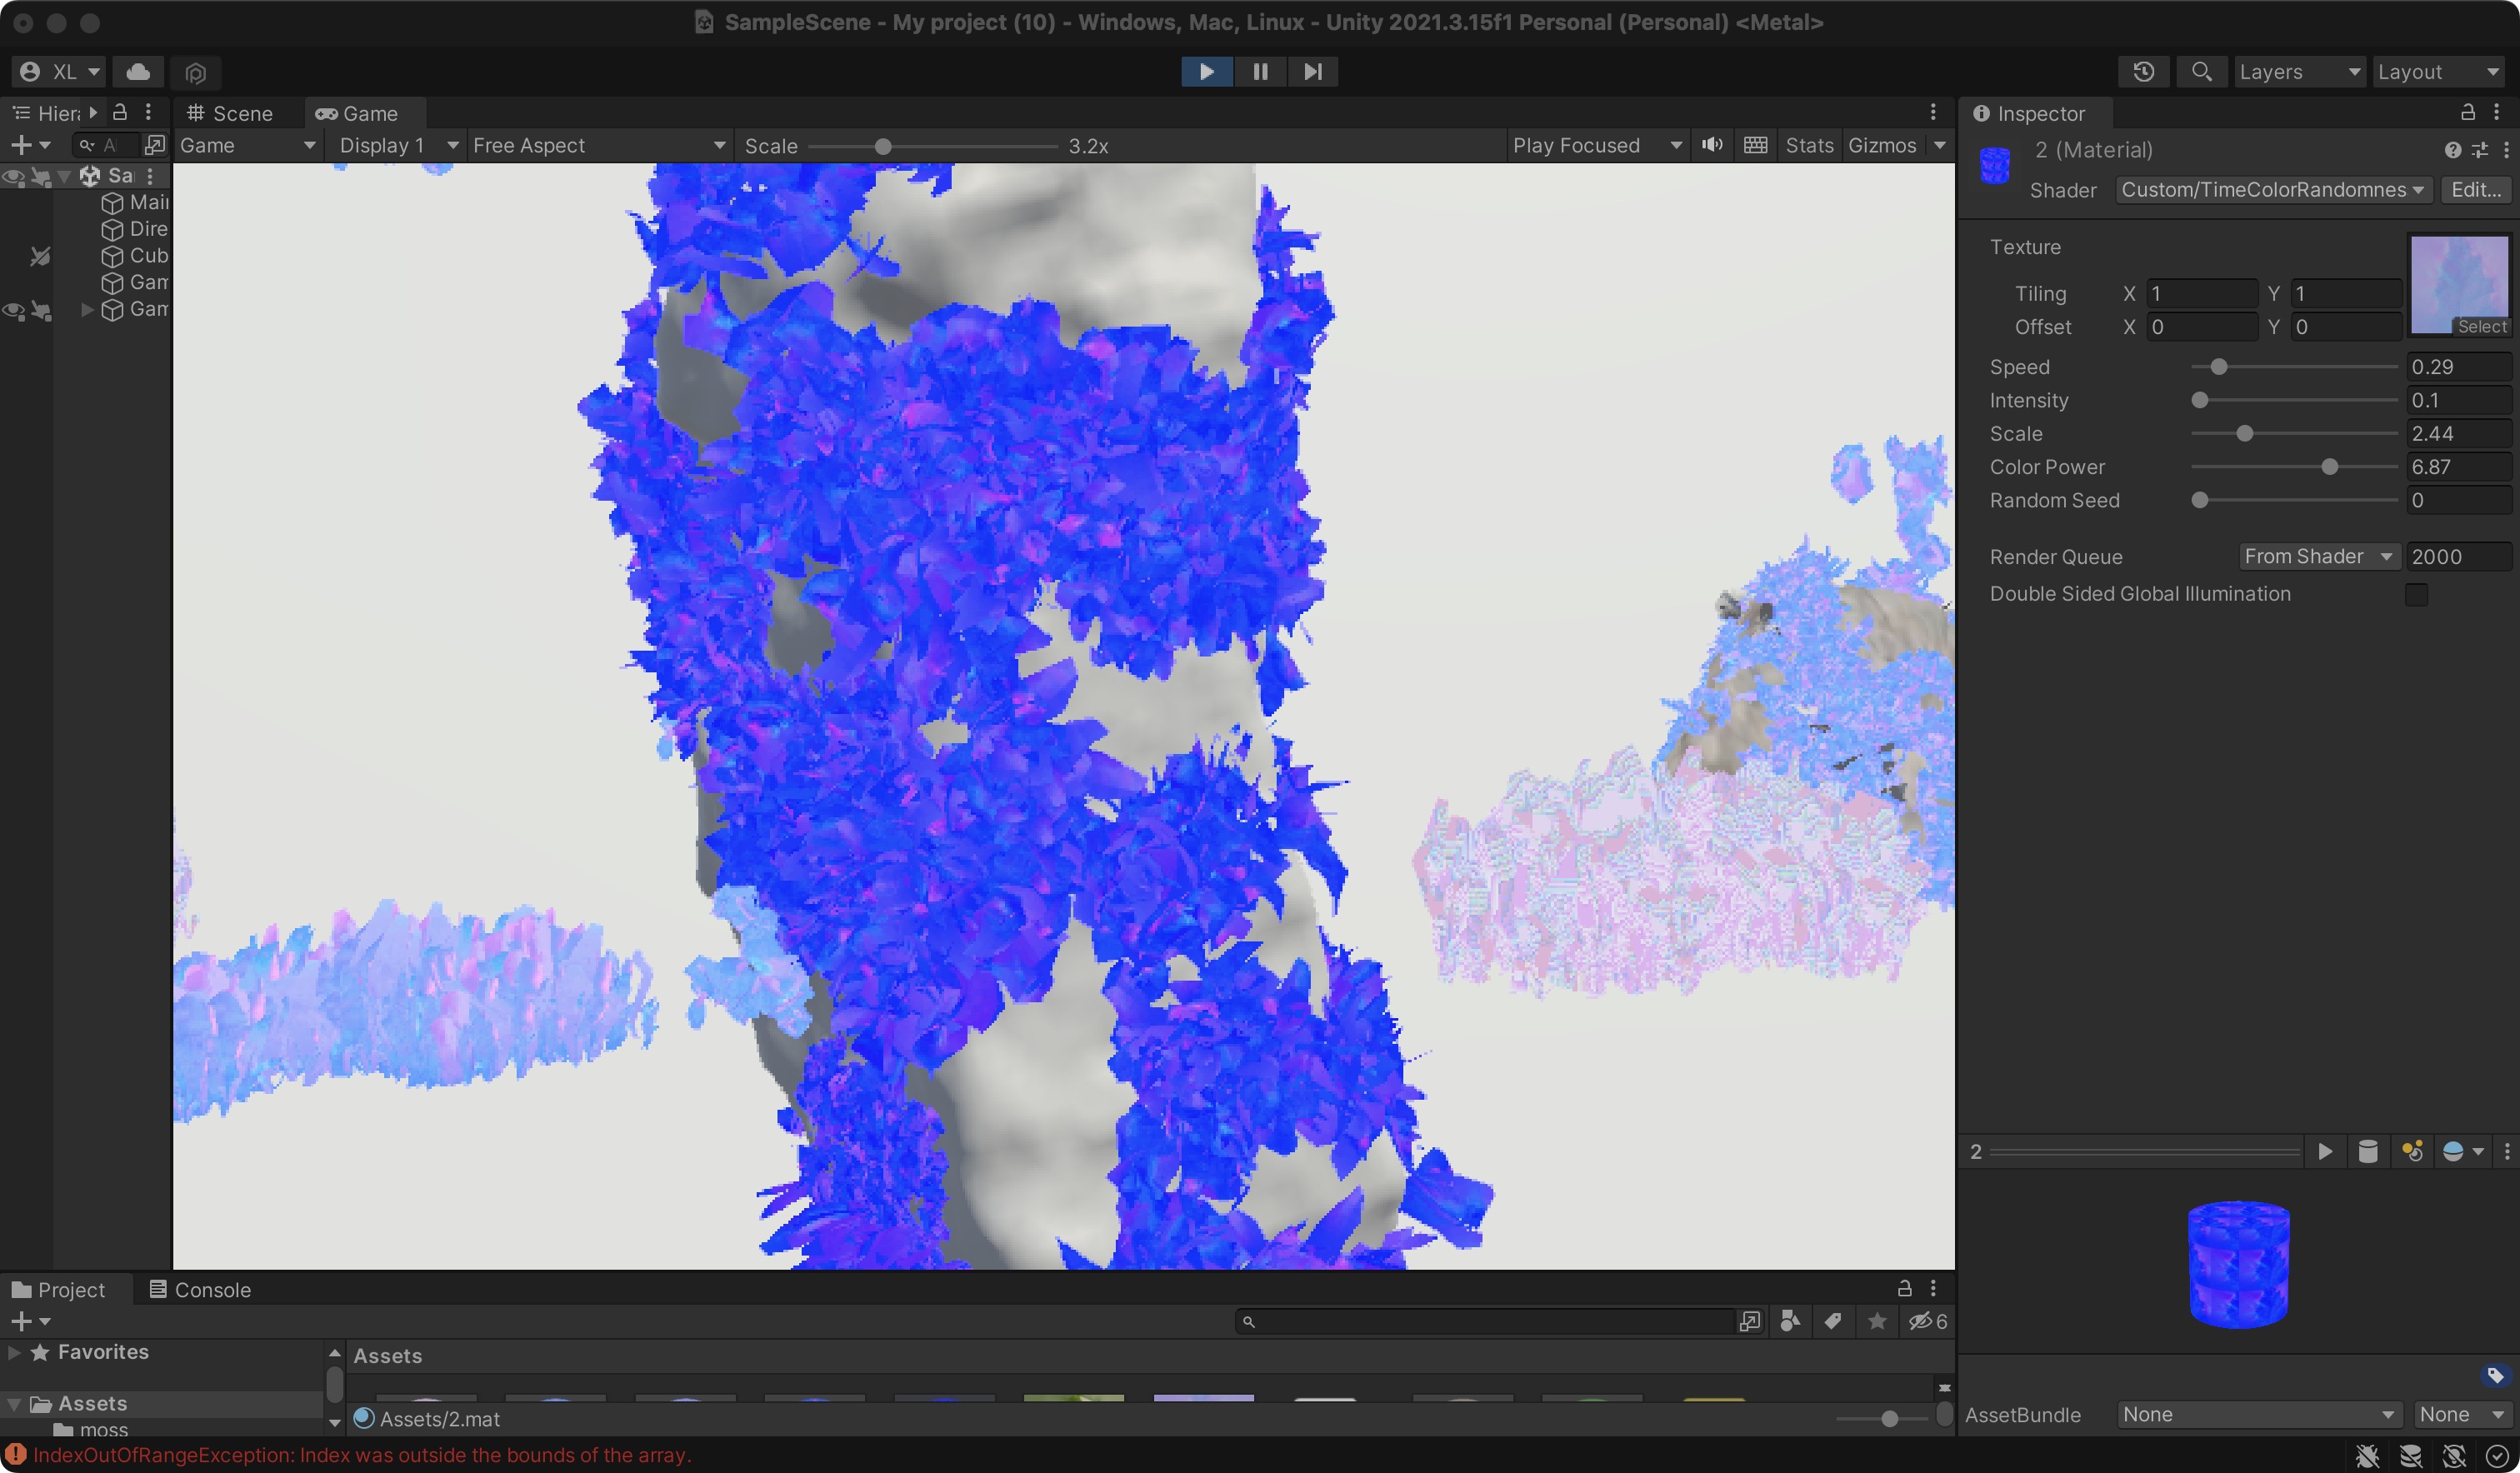 SampleScene - My project (10) - Windows, Mac, Linux - Unity 2021.3.15f1 Personal (Personal) <Metal>
XL
Layers
Layout
Hier
Scene
Game
Inspector
Game
Display 1
Free Aspect
Scale
3.2x
Play Focused
Stats
Gizmos
Sa
Mai
Dire
Cub
Gam
Gam
2 (Material)
Shader
Custom/TimeColorRandomnes
Edit...
Texture
Tiling
X 1
Y 1
Offset
X 0
Y 0
Select
Speed
0.29
Intensity
0.1
Scale
2.44
Color Power
6.87
Random Seed
0
Render Queue
From Shader
2000
Double Sided Global Illumination
2
Project
Console
6
Favorites
Assets
moss
Assets
Assets/2.mat
AssetBundle
None
None
IndexOutOfRangeException: Index was outside the bounds of the array.